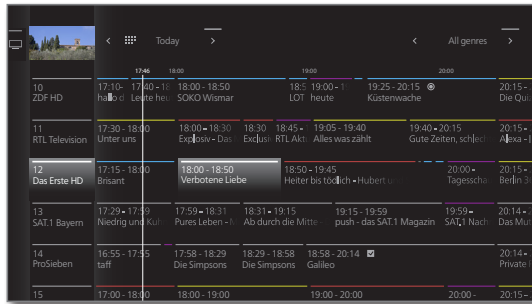 Today
All genres
17:46 18:00 19:00 20:00
10 17:10- 17:40 - 18 18:00 - 18:50 18:5 19:00 - 19:25 - 20:15 20:15 -
ZDF HD hallo d Leute heu SOKO Wismar LOT heute Küstenwache Die Qui
11 17:30 - 18:00 18:00 - 18:30 18:30 18:45 - 19:05 - 19:40 19:40 - 20:15 20:15 -
RTL Television Unter uns Explosiv - Das Exclusi RTL Aktu Alles was zählt Gute Zeiten, schlech Alexa - I
12 17:15 - 18:00 18:00 - 18:50 18:50 - 19:45 20:00 - 20:15 -
Das Erste HD Brisant Verbotene Liebe Heiter bis tödlich - Hubert un Tagesscha Berlin 3
13 17:29 - 17:59 17:59 - 18:31 18:31 - 19:15 19:15 - 19:59 19:59 - 20:14 -
SAT.1 Bayern Niedrig und Kuh Pures Leben - M Ab durch die Mitte - push - das SAT.1 Magazin SAT.1 Nach Das Mut
14 16:55 - 17:55 17:58 - 18:29 18:29 - 18:58 18:58 - 20:14 20:14 -
ProSieben taff Die Simpsons Die Simpsons Galileo Private
15 17:00 - 18:00 18:00 - 19:00 19:00 - 20:00 20:00 - 20:15 -